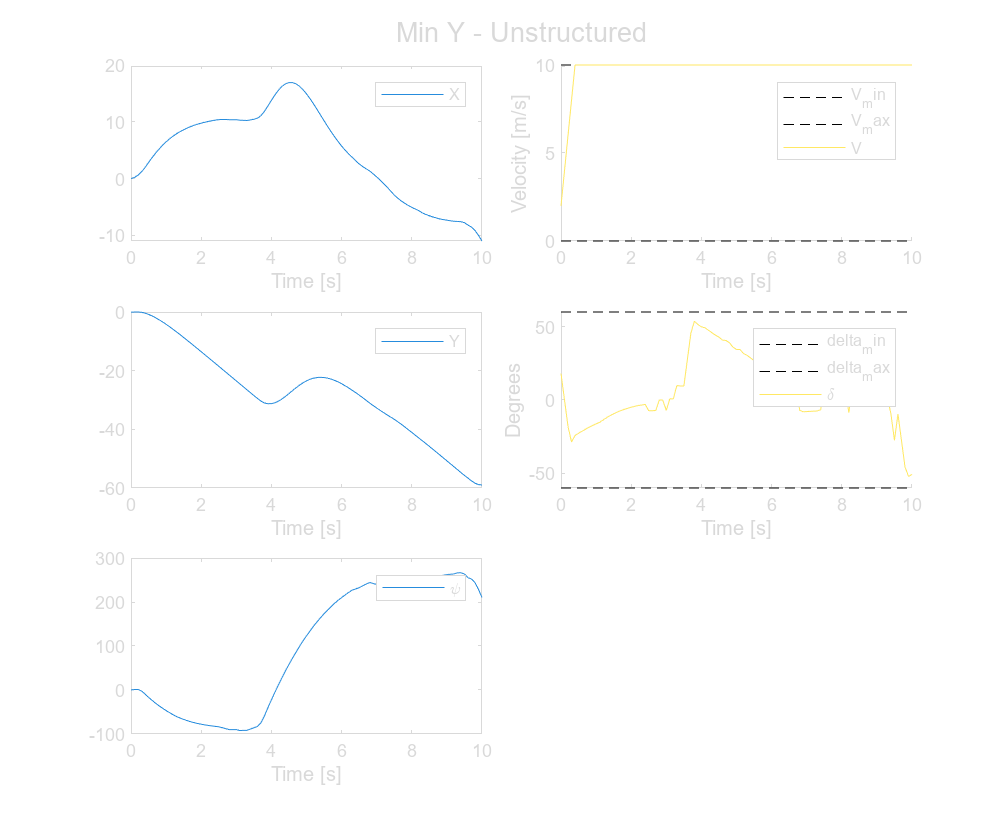 Min Y - Unstructured
20
10
0
-10
0 2 4 6 8 10
Time [s]
X
10
5
0
Velocity [m/s]
0 2 4 6 8 10
Time [s]
V_min
V_max
V
0
-20
-40
-60
0 2 4 6 8 10
Time [s]
Y
50
0
-50
Degrees
0 2 4 6 8 10
Time [s]
delta_min
delta_max
δ
300
200
100
0
-100
0 2 4 6 8 10
Time [s]
ψ